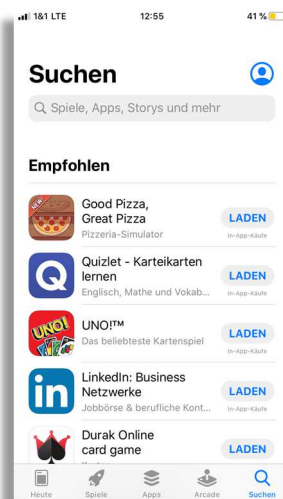 1&1 LTE 12:55 41 %
Suchen
Spiele, Apps, Storys und mehr
Empfohlen
NEW!
Good Pizza,
Great Pizza
Pizzeria-Simulator
LADEN
In-App-Käufe
Q
Quizlet - Karteikarten
lernen
Englisch, Mathe und Vokab...
LADEN
In-App-Käufe
UNO!
UNO!™
Das beliebteste Kartenspiel
LADEN
In-App-Käufe
in
LinkedIn: Business
Netzwerke
Jobbörse & berufliche Kont...
LADEN
In-App-Käufe
Durak Online
card game
LADEN
Heute Spiele Apps Arcade Suchen